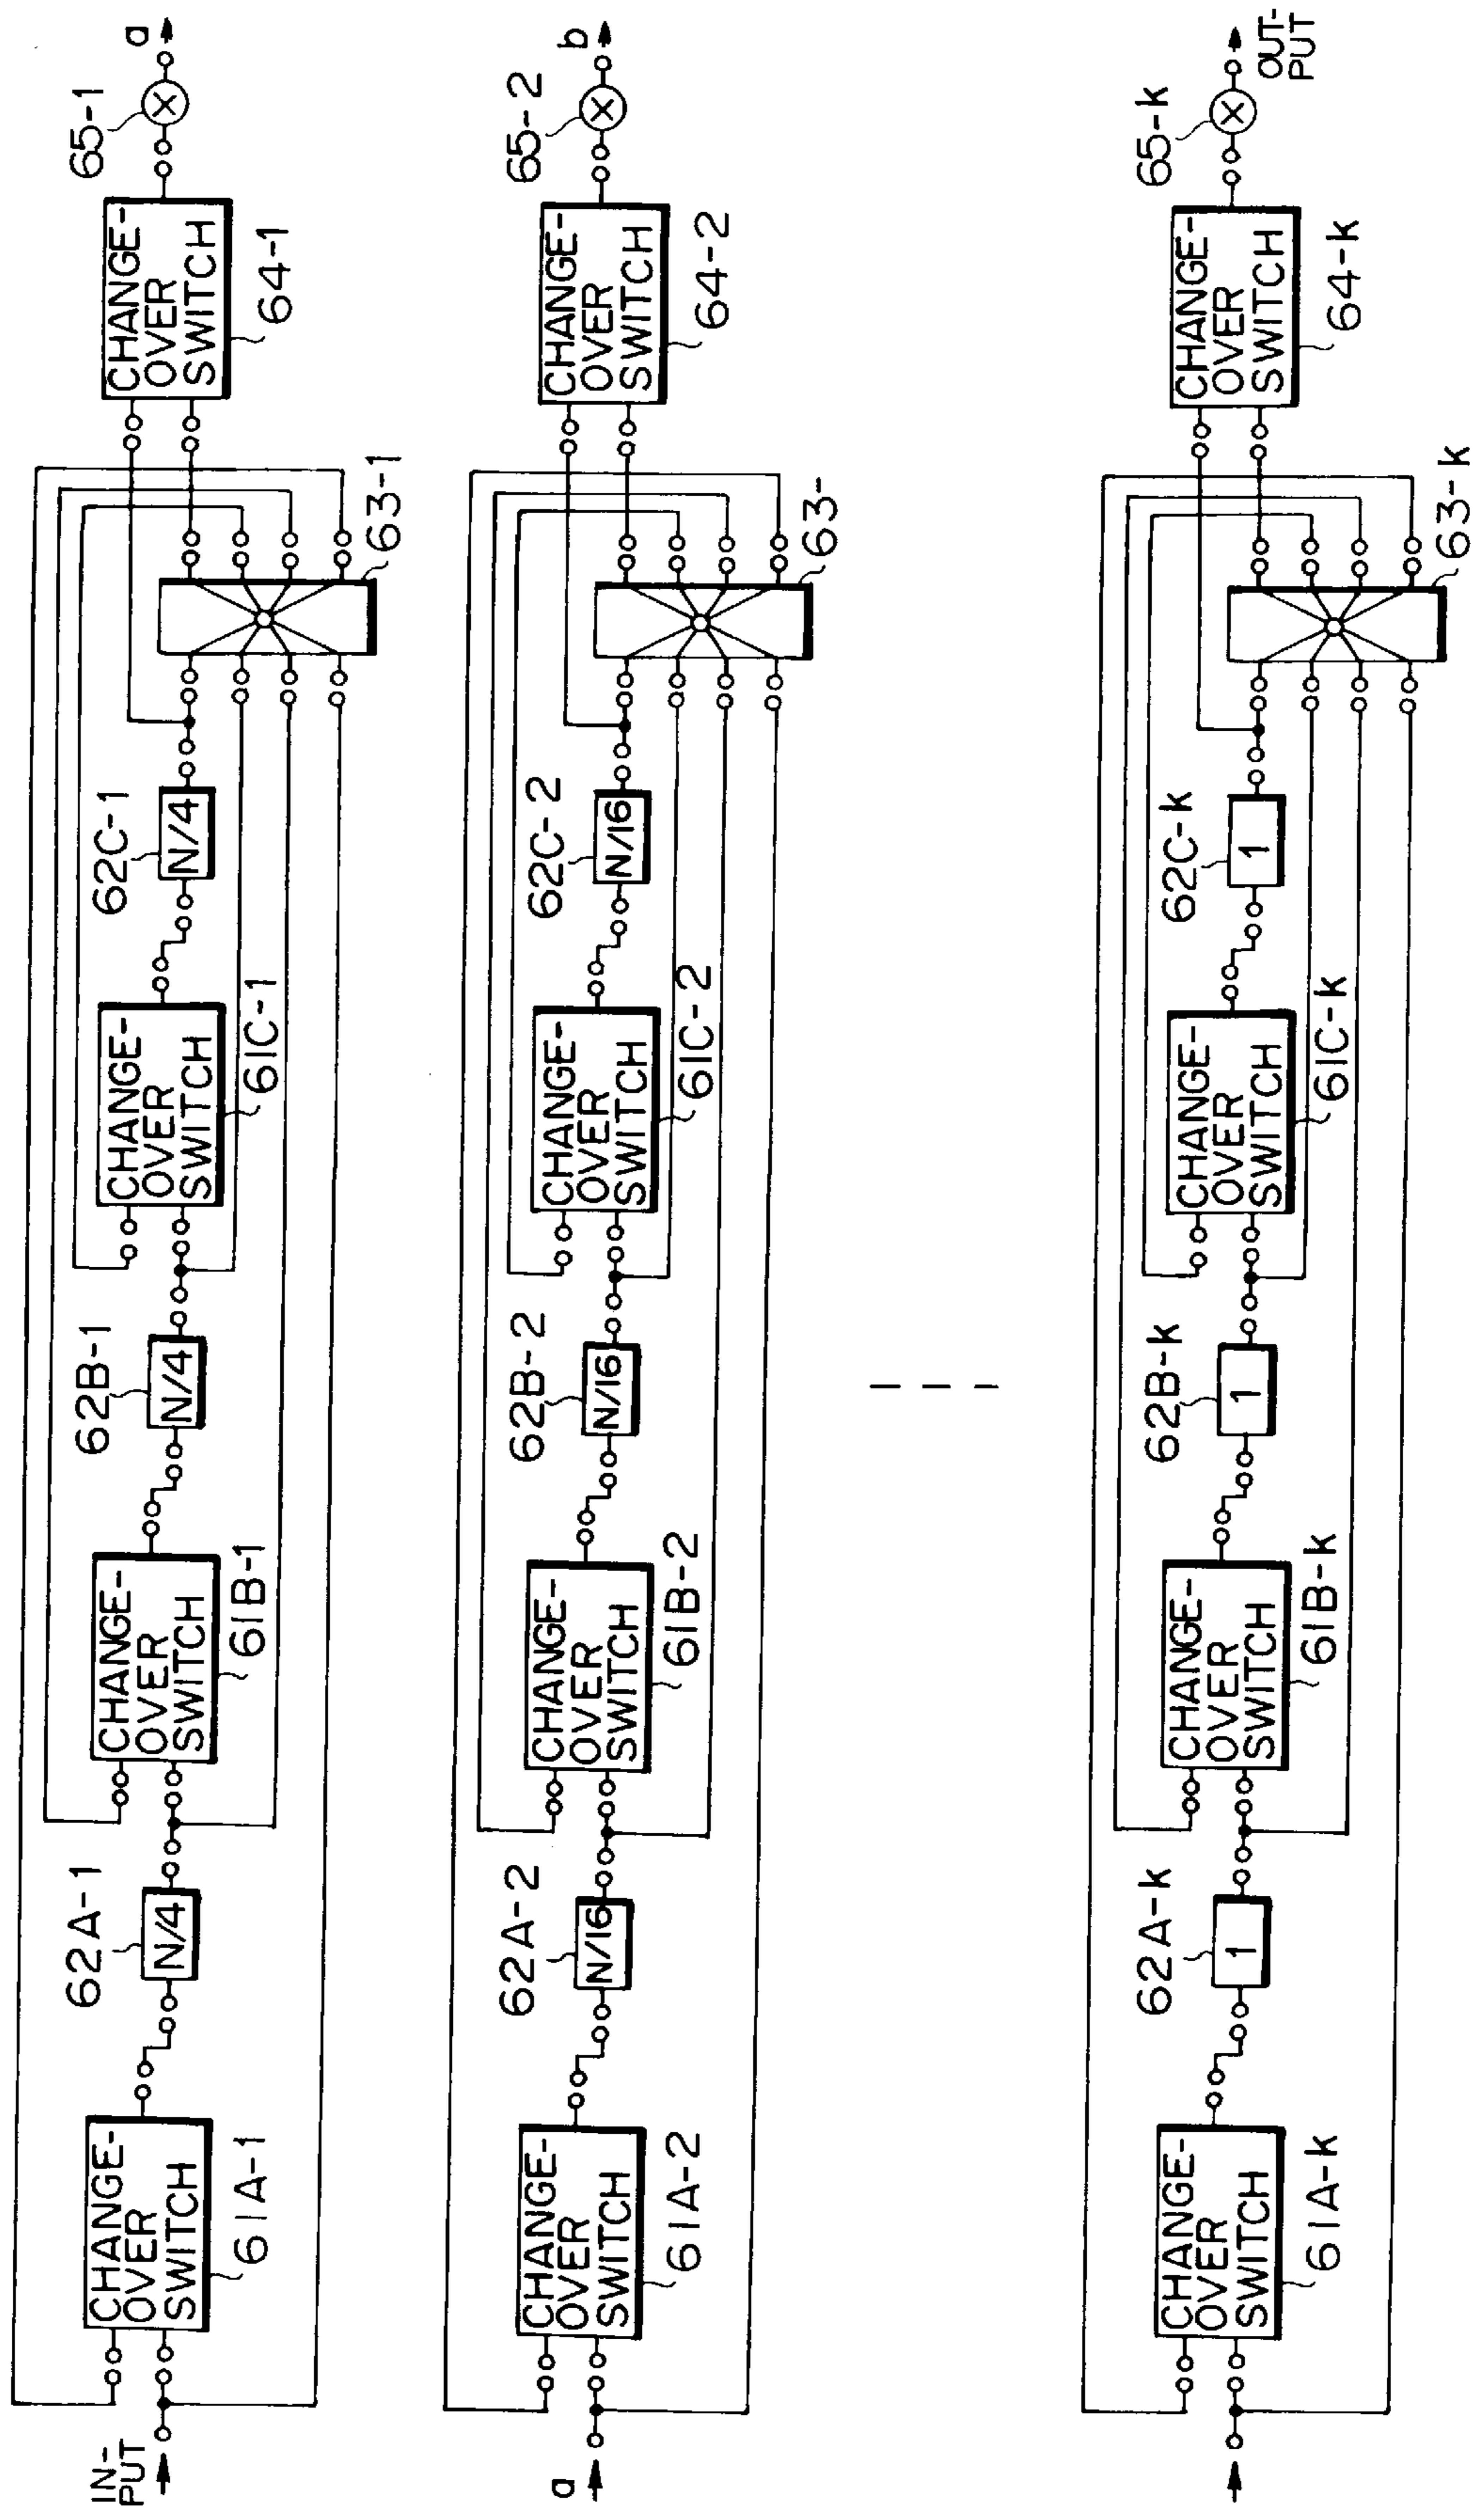 IN-
PUT
CHANGE-
OVER
SWITCH
61A-1
62A-1
N/4
CHANGE-
OVER
SWITCH
61B-1
62B-1
N/4
CHANGE-
OVER
SWITCH
61C-1
62C-1
N/4
63-1
CHANGE-
OVER
SWITCH
64-1
65-1
a
a
CHANGE-
OVER
SWITCH
61A-2
62A-2
N/16
CHANGE-
OVER
SWITCH
61B-2
62B-2
N/16
CHANGE-
OVER
SWITCH
61C-2
62C-2
N/16
63-
CHANGE-
OVER
SWITCH
64-2
65-2
b
CHANGE-
OVER
SWITCH
61A-k
62A-k
1
CHANGE-
OVER
SWITCH
61B-k
62B-k
1
CHANGE-
OVER
SWITCH
61C-k
62C-k
1
63-k
CHANGE-
OVER
SWITCH
64-k
65-k
OUT-
PUT